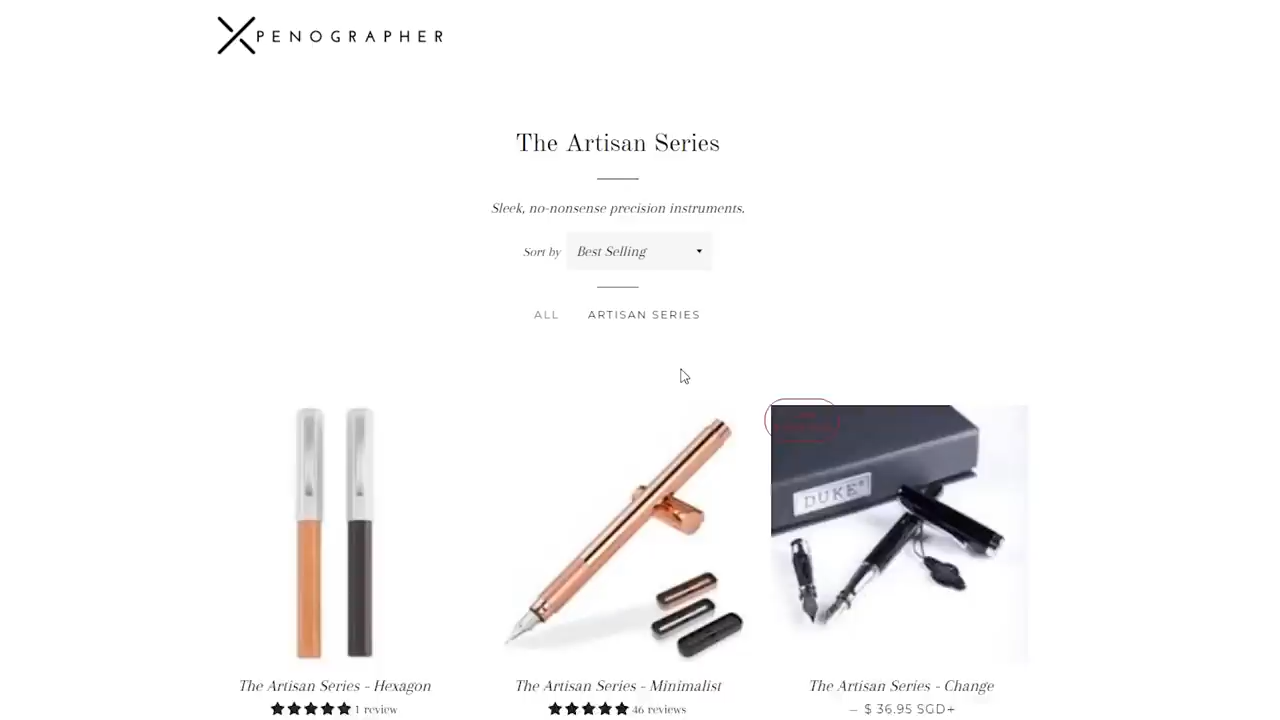 PENOGRAPHER
The Artisan Series
Sleek, no-nonsense precision instruments.
Sort by Best Selling
ALL ARTISAN SERIES
DUKE
The Artisan Series - Hexagon
1 review
The Artisan Series - Minimalist
46 reviews
The Artisan Series - Change
— $ 36.95 SGD+